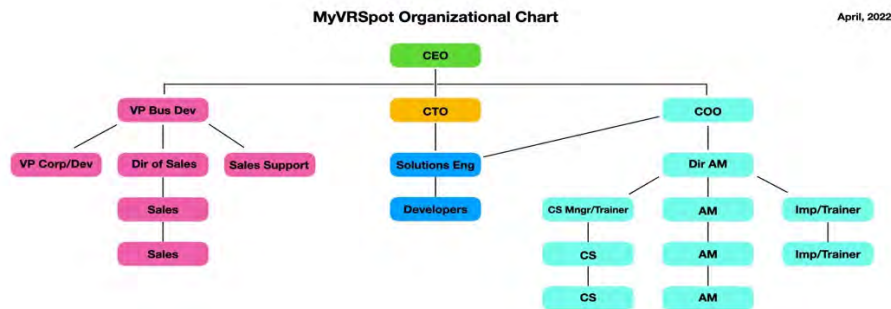 MyVRSpot Organizational Chart
April, 2022
CEO
VP Bus Dev
CTO
COO
VP Corp/Dev
Dir of Sales
Sales Support
Solutions Eng
Dir AM
Sales
Developers
CS Mngr/Trainer
AM
Imp/Trainer
Sales
CS
AM
Imp/Trainer
CS
AM